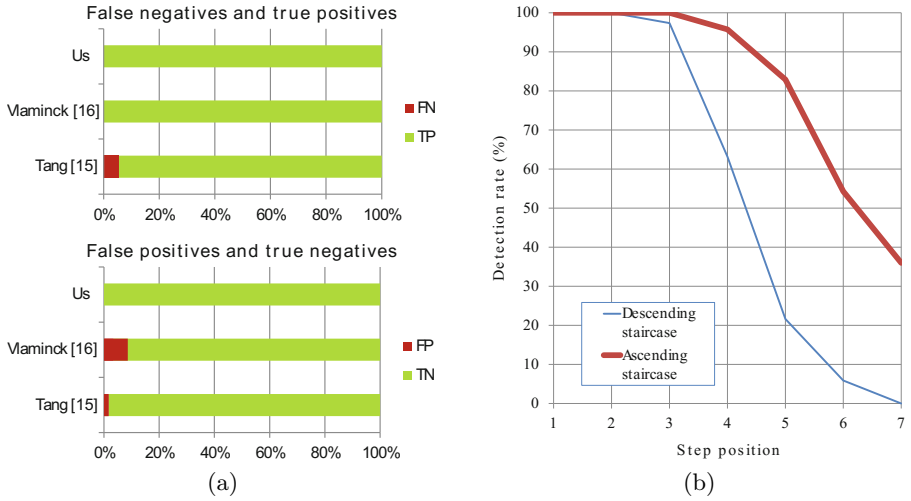 False negatives and true positives
Us
Vlaminck [16]
Tang [15]
FN
TP
0% 20% 40% 60% 80% 100%
False positives and true negatives
Us
Vlaminck [16]
Tang [15]
FP
TN
0% 20% 40% 60% 80% 100%
(a)
Detection rate (%)
100
90
80
70
60
50
40
30
20
10
0
Descending
staircase
Ascending
staircase
1 2 3 4 5 6 7
Step position
(b)